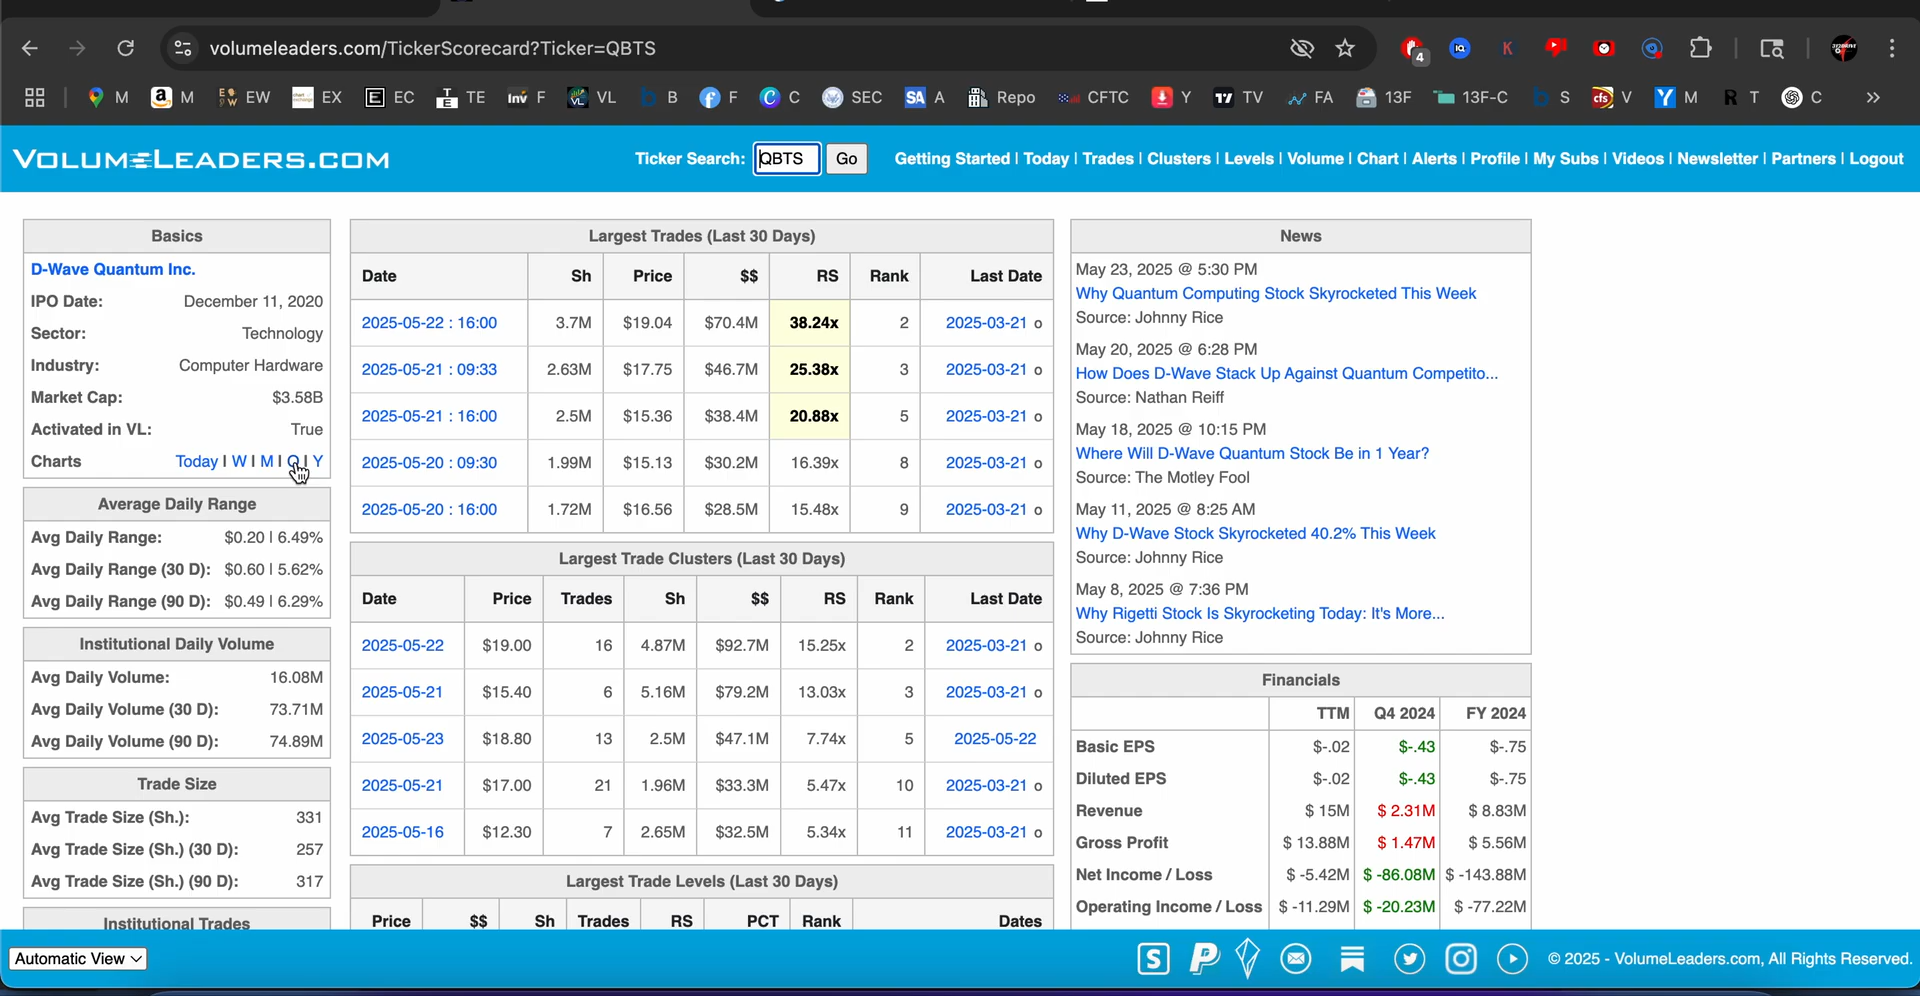 volumeleaders.com/TickerScorecard?Ticker=QBTS
4
M M EW EX EC TE F VL B F C SEC A Repo CFTC Y TV FA 13F 13F-C S V M T C
VOLUMELEADERS.COM
Ticker Search: QBTS Go
Getting Started | Today | Trades | Clusters | Levels | Volume | Chart | Alerts | Profile | My Subs | Videos | Newsletter | Partners | Logout
Basics
D-Wave Quantum Inc.
IPO Date: December 11, 2020
Sector: Technology
Industry: Computer Hardware
Market Cap: $3.58B
Activated in VL: True
Charts Today | W | M | Q | Y
Average Daily Range
Avg Daily Range: $0.20 | 6.49%
Avg Daily Range (30 D): $0.60 | 5.62%
Avg Daily Range (90 D): $0.49 | 6.29%
Institutional Daily Volume
Avg Daily Volume: 16.08M
Avg Daily Volume (30 D): 73.71M
Avg Daily Volume (90 D): 74.89M
Trade Size
Avg Trade Size (Sh.): 331
Avg Trade Size (Sh.) (30 D): 257
Avg Trade Size (Sh.) (90 D): 317
Institutional Trades
Largest Trades (Last 30 Days)
Date Sh Price $$ RS Rank Last Date
2025-05-22 : 16:00 3.7M $19.04 $70.4M 38.24x 2 2025-03-21 o
2025-05-21 : 09:33 2.63M $17.75 $46.7M 25.38x 3 2025-03-21 o
2025-05-21 : 16:00 2.5M $15.36 $38.4M 20.88x 5 2025-03-21 o
2025-05-20 : 09:30 1.99M $15.13 $30.2M 16.39x 8 2025-03-21 o
2025-05-20 : 16:00 1.72M $16.56 $28.5M 15.48x 9 2025-03-21 o
Largest Trade Clusters (Last 30 Days)
Date Price Trades Sh $$ RS Rank Last Date
2025-05-22 $19.00 16 4.87M $92.7M 15.25x 2 2025-03-21 o
2025-05-21 $15.40 6 5.16M $79.2M 13.03x 3 2025-03-21 o
2025-05-23 $18.80 13 2.5M $47.1M 7.74x 5 2025-05-22
2025-05-21 $17.00 21 1.96M $33.3M 5.47x 10 2025-03-21 o
2025-05-16 $12.30 7 2.65M $32.5M 5.34x 11 2025-03-21 o
Largest Trade Levels (Last 30 Days)
Price $$ Sh Trades RS PCT Rank Dates
News
May 23, 2025 @ 5:30 PM
Why Quantum Computing Stock Skyrocketed This Week
Source: Johnny Rice
May 20, 2025 @ 6:28 PM
How Does D-Wave Stack Up Against Quantum Competito...
Source: Nathan Reiff
May 18, 2025 @ 10:15 PM
Where Will D-Wave Quantum Stock Be in 1 Year?
Source: The Motley Fool
May 11, 2025 @ 8:25 AM
Why D-Wave Stock Skyrocketed 40.2% This Week
Source: Johnny Rice
May 8, 2025 @ 7:36 PM
Why Rigetti Stock Is Skyrocketing Today: It's More...
Source: Johnny Rice
Financials
TTM Q4 2024 FY 2024
Basic EPS $-.02 $-.43 $-.75
Diluted EPS $-.02 $-.43 $-.75
Revenue $ 15M $ 2.31M $ 8.83M
Gross Profit $ 13.88M $ 1.47M $ 5.56M
Net Income / Loss $ -5.42M $ -86.08M $ -143.88M
Operating Income / Loss $ -11.29M $ -20.23M $ -77.22M
Automatic View
© 2025 - VolumeLeaders.com, All Rights Reserved.